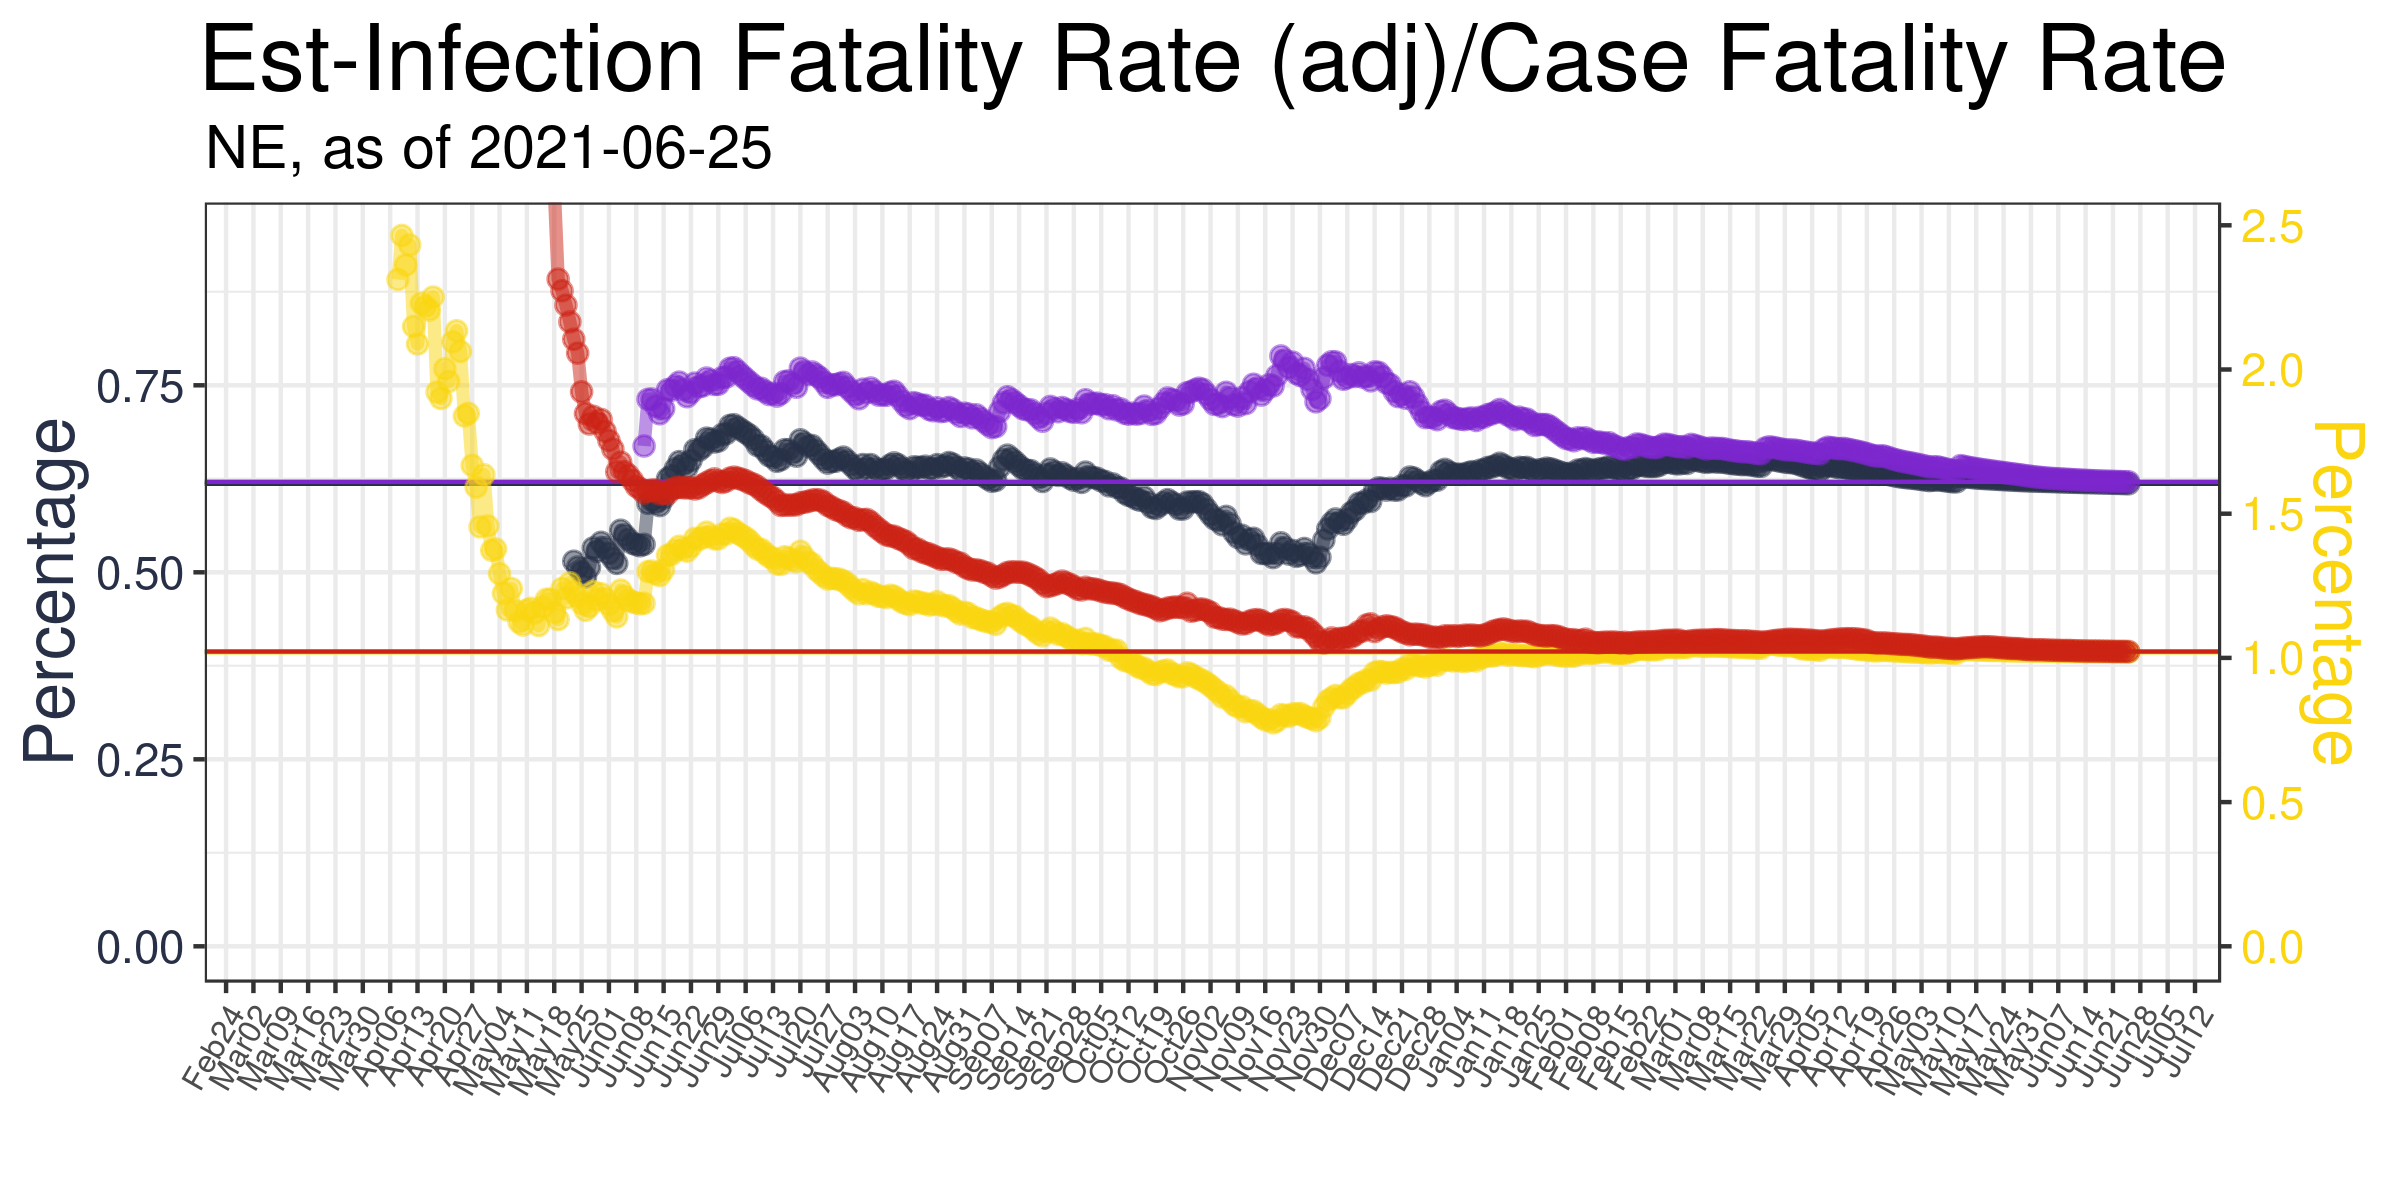 Est-Infection Fatality Rate (adj)/Case Fatality Rate
NE, as of 2021-06-25
Percentage
0.75
0.50
0.25
0.00
2.5
2.0
1.5
1.0
0.5
0.0
Percentage
Feb24
Mar02
Mar09
Mar16
Mar23
Mar30
Apr06
Apr13
Apr20
Apr27
May04
May11
May18
May25
Jun01
Jun08
Jun15
Jun22
Jun29
Jul06
Jul13
Jul20
Jul27
Aug03
Aug10
Aug17
Aug24
Aug31
Sep07
Sep14
Sep21
Sep28
Oct05
Oct12
Oct19
Oct26
Nov02
Nov09
Nov16
Nov23
Nov30
Dec07
Dec14
Dec21
Dec28
Jan04
Jan11
Jan18
Jan25
Feb01
Feb08
Feb15
Feb22
Mar01
Mar08
Mar15
Mar22
Mar29
Apr05
Apr12
Apr19
Apr26
May03
May10
May17
May24
May31
Jun07
Jun14
Jun21
Jun28
Jul05
Jul12